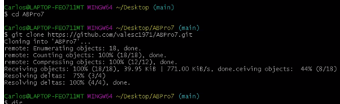 Carlos@LAPTOP-FED711MT MINGW64 ~/Desktop (main)
$ cd ABPro7
Carlos@LAPTOP-FED711MT MINGW64 ~/Desktop/ABPro7 (main)
$ git clone https://github.com/valesc1971/ABPro7.git
Cloning into 'ABPro7'...
remote: Enumerating objects: 18, done.
remote: Counting objects: 100% (18/18), done.
remote: Compressing objects: 100% (12/12), done.
Receiving objects: 100% (18/18), 39.95 KiB | 771.00 KiB/s, done.ceiving objects:  44% (8/18)
Resolving deltas:  75% (3/4)
Resolving deltas: 100% (4/4), done.
Carlos@LAPTOP-FED711MT MINGW64 ~/Desktop/ABPro7 (main)
$ dir